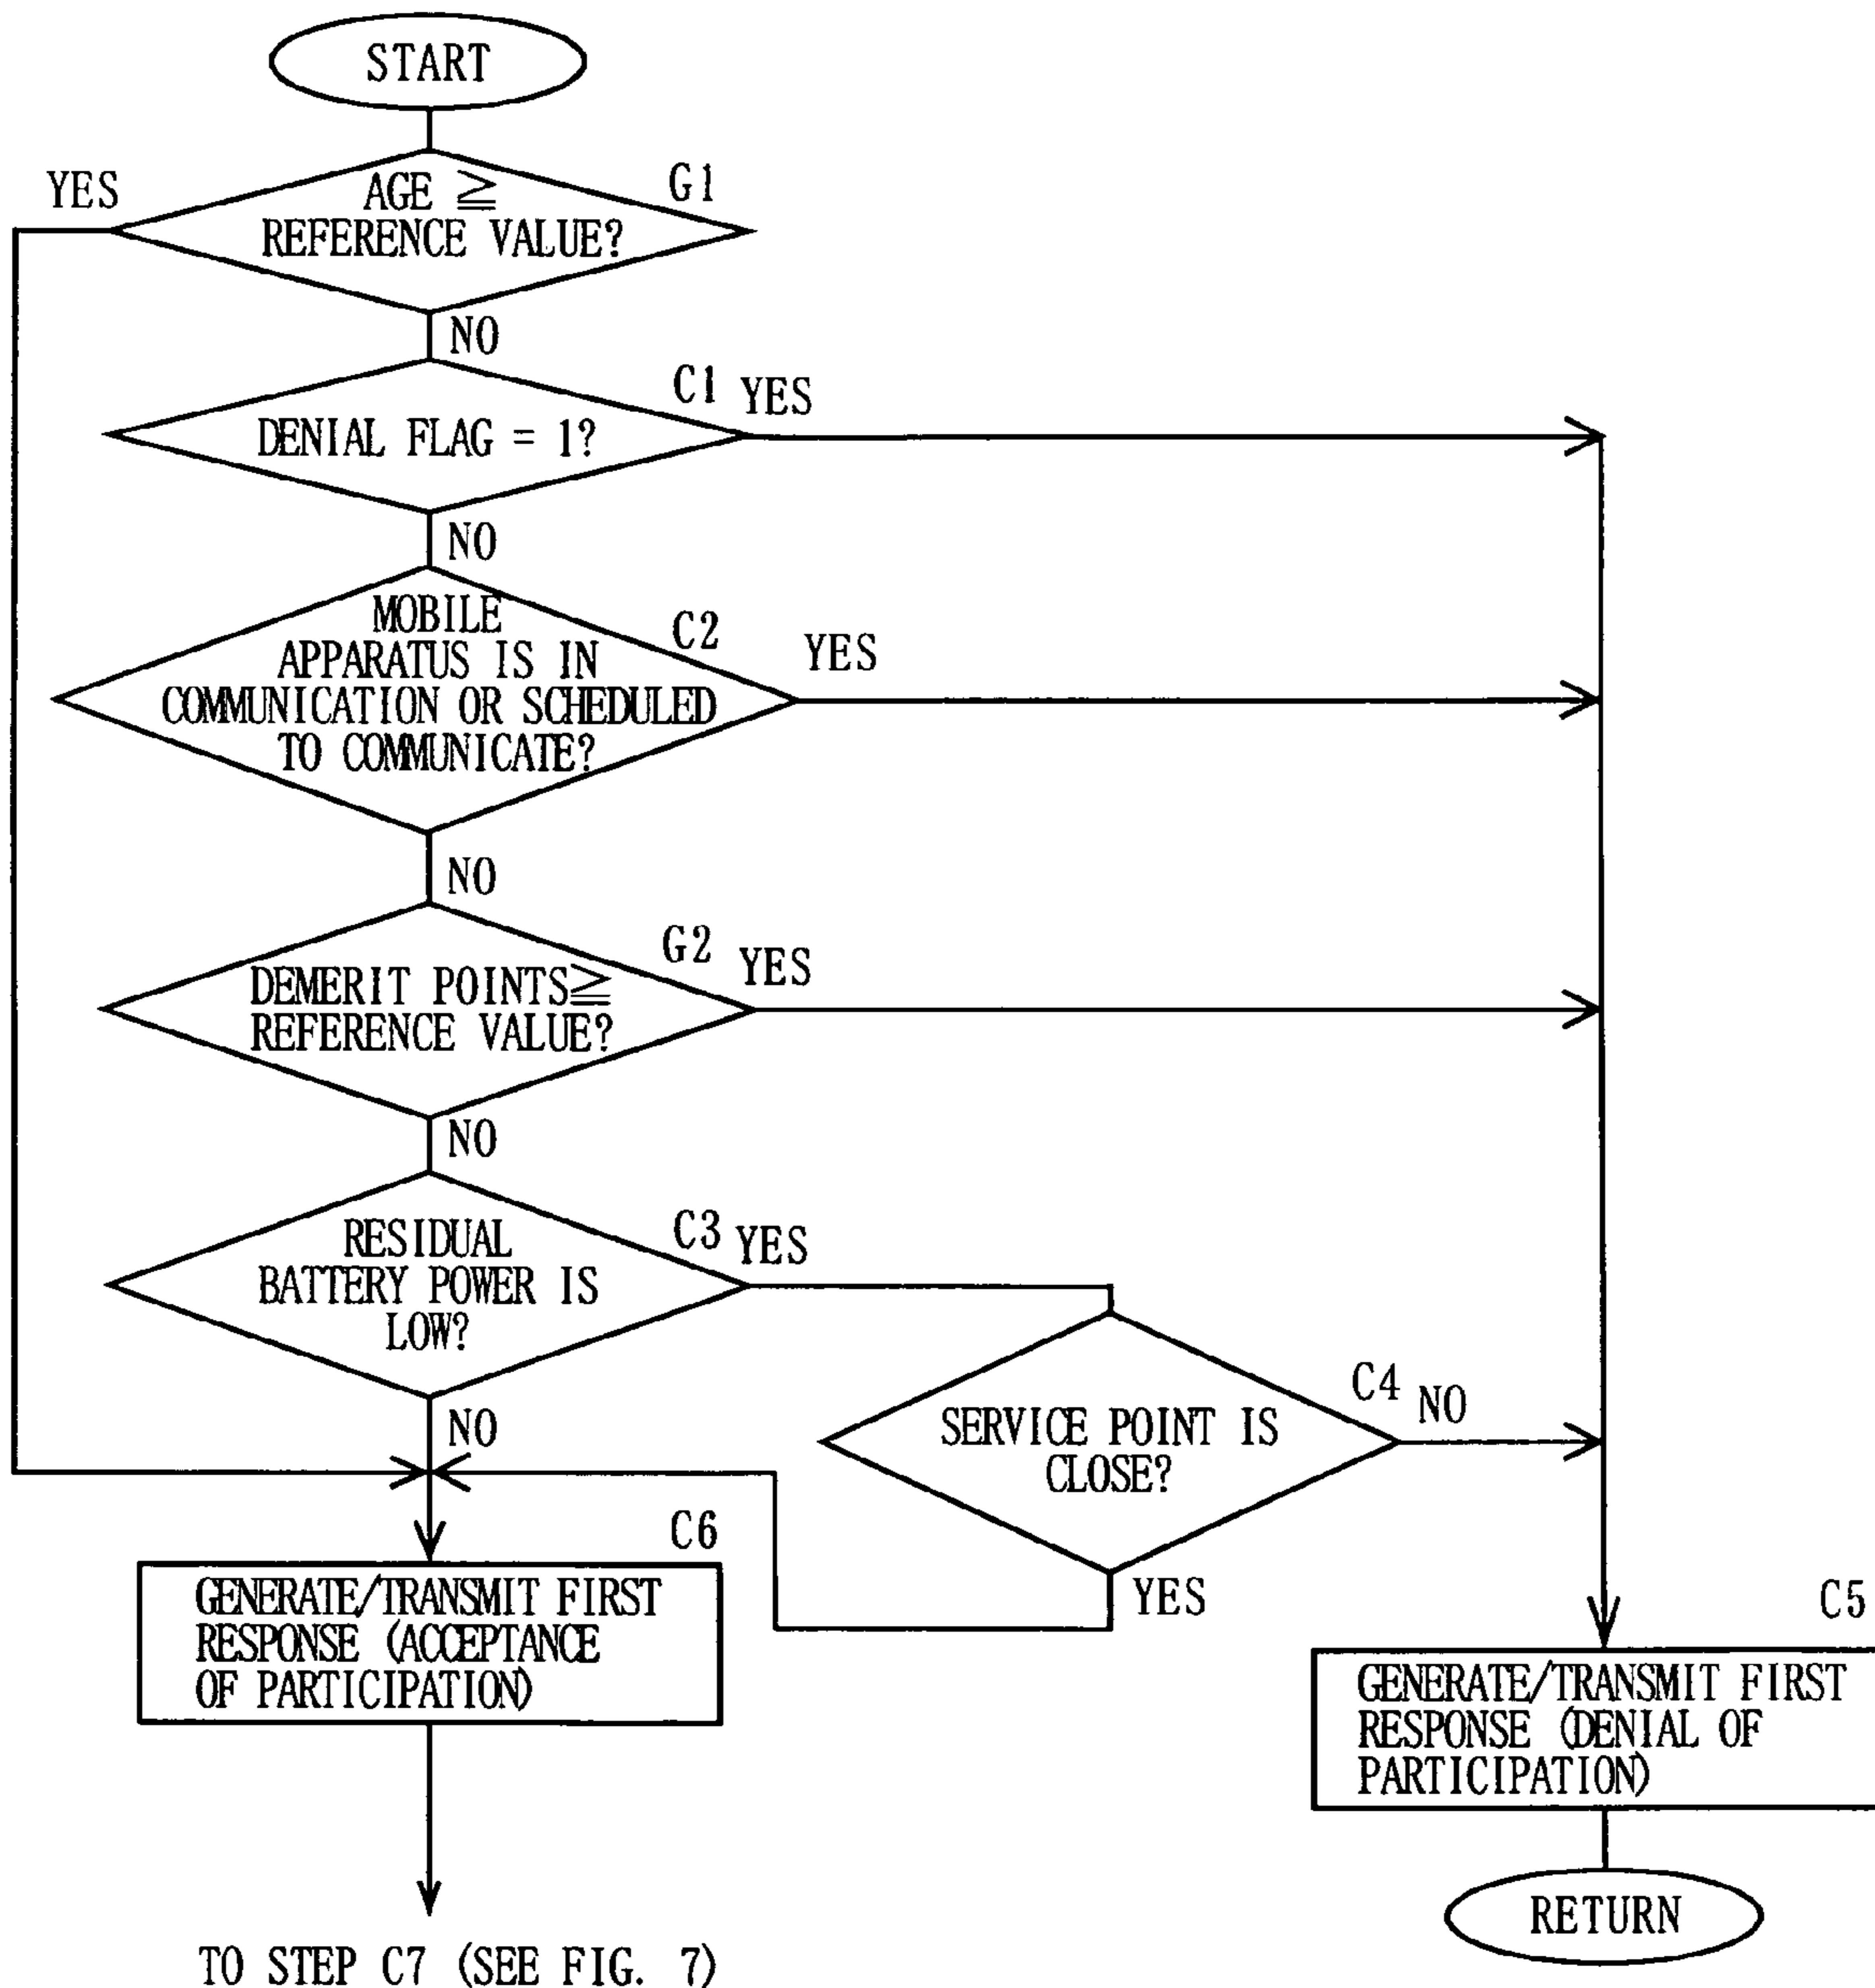 START
YES
AGE ≧
REFERENCE VALUE?
G1
NO
DENIAL FLAG = 1?
C1
YES
NO
MOBILE
APPARATUS IS IN
COMMUNICATION OR SCHEDULED
TO COMMUNICATE?
C2
YES
NO
DEMERIT POINTS≧
REFERENCE VALUE?
G2
YES
NO
RESIDUAL
BATTERY POWER IS
LOW?
C3
YES
NO
SERVICE POINT IS
CLOSE?
C4
NO
YES
C6
GENERATE/TRANSMIT FIRST
RESPONSE (ACCEPTANCE
OF PARTICIPATION)
C5
GENERATE/TRANSMIT FIRST
RESPONSE (DENIAL OF
PARTICIPATION)
RETURN
TO STEP C7 (SEE FIG. 7)